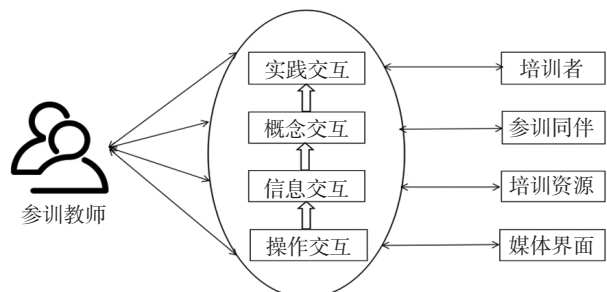 实践交互
培训者
概念交互
参训同伴
信息交互
培训资源
参训教师
操作交互
媒体界面